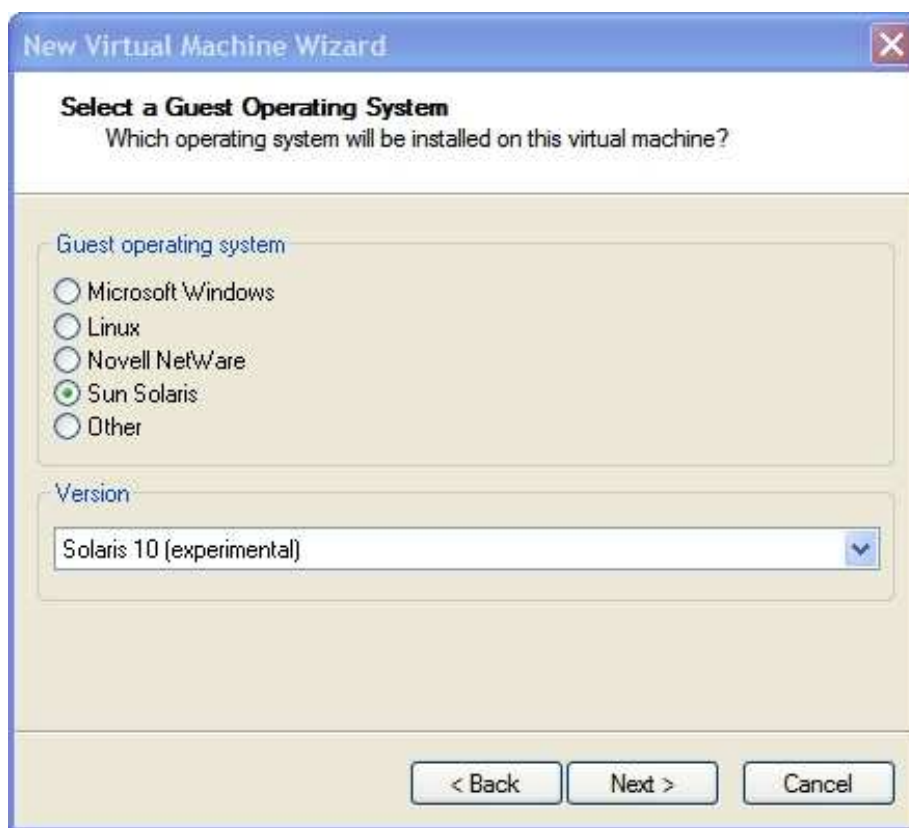 New Virtual Machine Wizard
Select a Guest Operating System
Which operating system will be installed on this virtual machine?
Guest operating system
Microsoft Windows
Linux
Novell NetWare
Sun Solaris
Other
Version
Solaris 10 (experimental)
< Back Next > Cancel